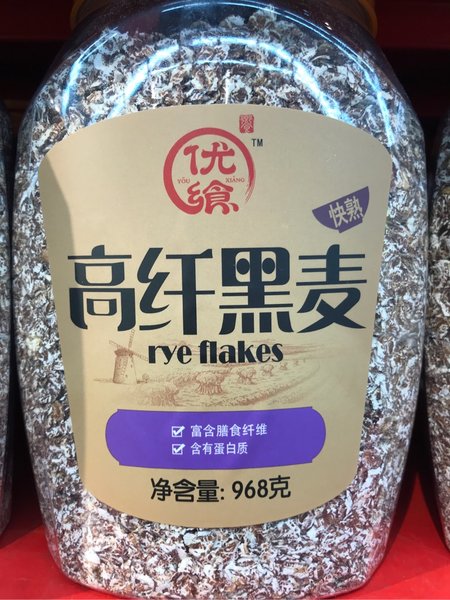 优
YŌU XIǍNG
飨
TM
快熟
高纤黑麦
rye flakes
富含膳食纤维
含有蛋白质
净含量: 968克